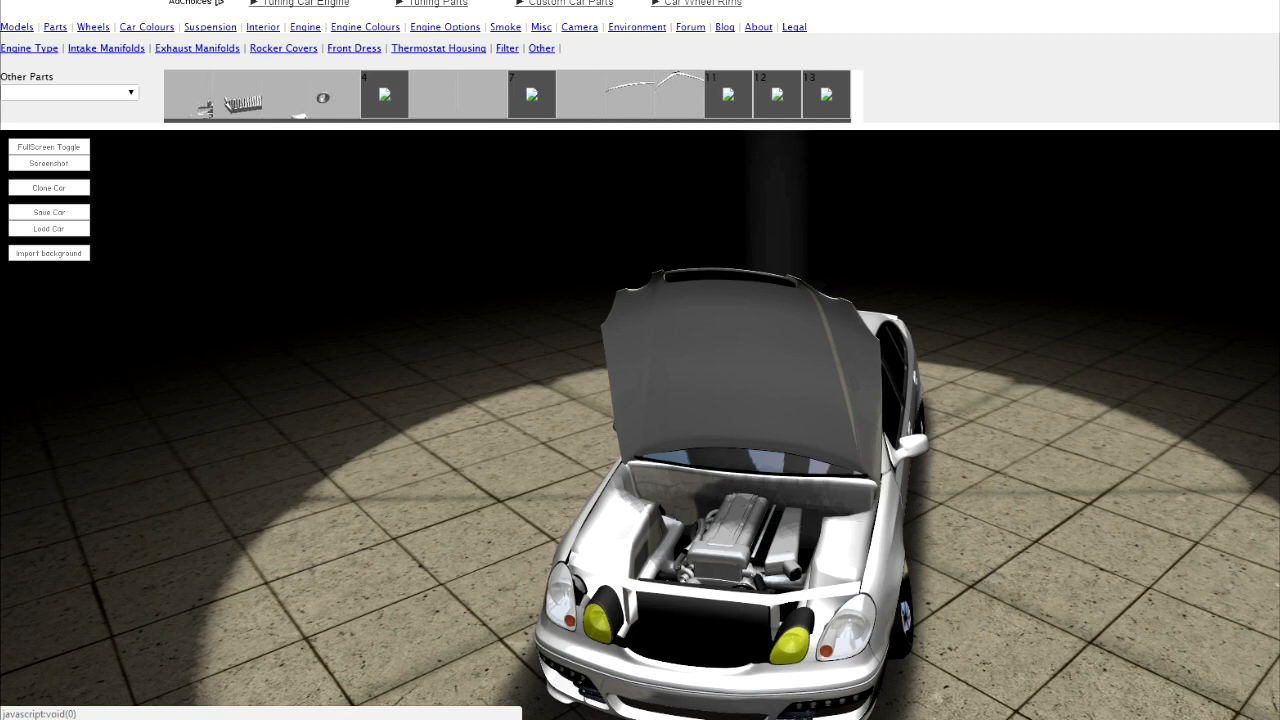 AdChoices ► Tuning Car Engine ► Tuning Parts ► Custom Car Parts ► Car Wheel Rims
Models | Parts | Wheels | Car Colours | Suspension | Interior | Engine | Engine Colours | Engine Options | Smoke | Misc | Camera | Environment | Forum | Blog | About | Legal
Engine Type | Intake Manifolds | Exhaust Manifolds | Rocker Covers | Front Dress | Thermostat Housing | Filter | Other |
Other Parts
4 7 11 12 13
FullScreen Toggle
Screenshot
Clone Car
Save Car
Load Car
Import background
javascript:void(0)